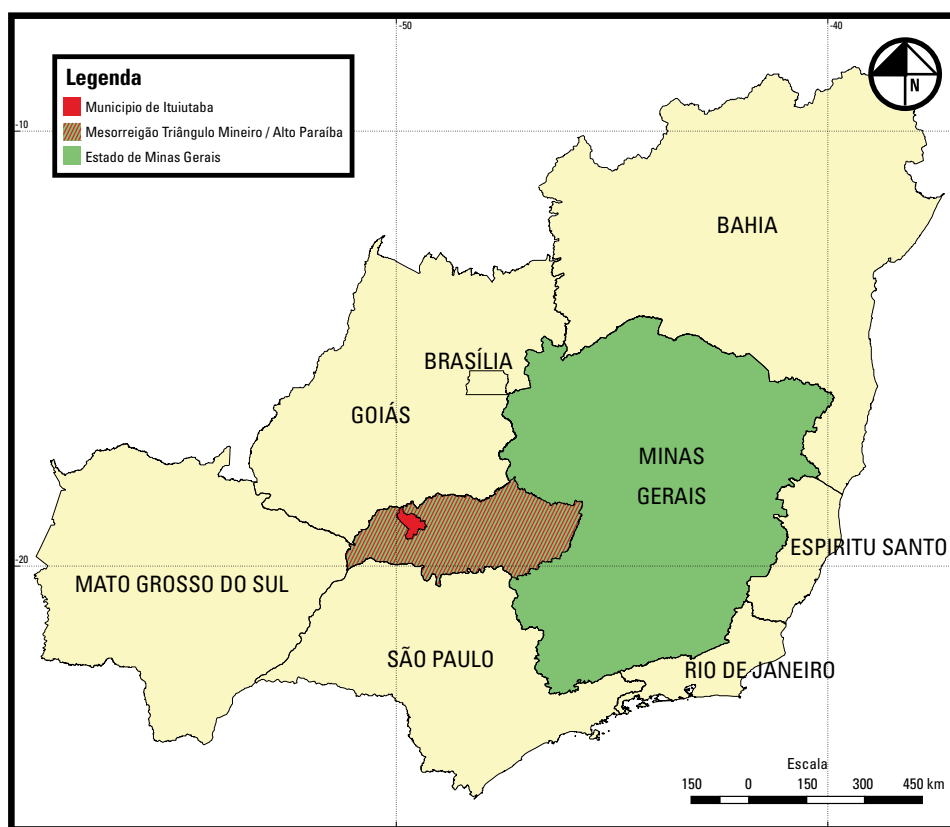 -50
-40
N
Legenda
Municipio de Ituiutaba
Mesorreigão Triângulo Mineiro / Alto Paraíba
Estado de Minas Gerais
-10
BAHIA
BRASÍLIA
GOIÁS
MINAS
GERAIS
-20
ESPIRITU SANTO
MATO GROSSO DO SUL
SÃO PAULO
RIO DE JANEIRO
Escala
150 0 150 300 450 km